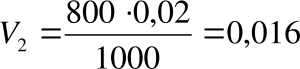 V₂ = 800 · 0,02 / 1000 = 0,016